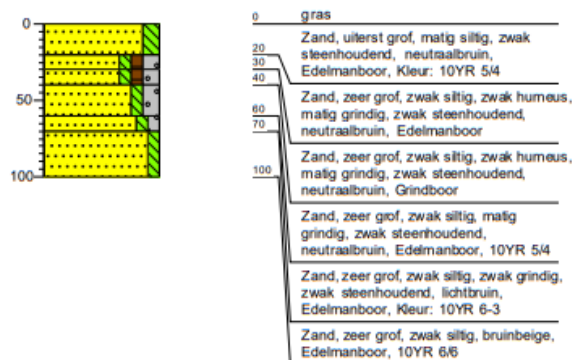 0
50
100
0
20
30
40
60
70
100
gras
Zand, uiterst grof, matig siltig, zwak
steenhoudend, neutraalbruin,
Edelmanboor, Kleur: 10YR 5/4
Zand, zeer grof, zwak siltig, zwak humeus,
matig grindig, zwak steenhoudend,
neutraalbruin, Edelmanboor
Zand, zeer grof, zwak siltig, zwak humeus,
matig grindig, zwak steenhoudend,
neutraalbruin, Grindboor
Zand, zeer grof, zwak siltig, matig
grindig, zwak steenhoudend,
neutraalbruin, Edelmanboor, 10YR 5/4
Zand, zeer grof, zwak siltig, zwak grindig,
zwak steenhoudend, lichtbruin,
Edelmanboor, Kleur: 10YR 6-3
Zand, zeer grof, zwak siltig, bruinbeige,
Edelmanboor, 10YR 6/6